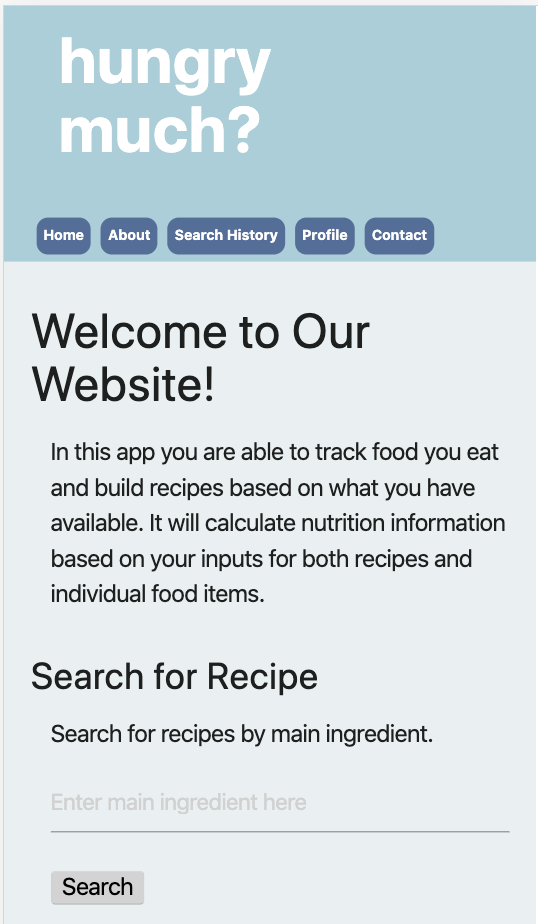 hungry
much?
Home About Search History Profile Contact
Welcome to Our
Website!
In this app you are able to track food you eat
and build recipes based on what you have
available. It will calculate nutrition information
based on your inputs for both recipes and
individual food items.
Search for Recipe
Search for recipes by main ingredient.
Enter main ingredient here
Search